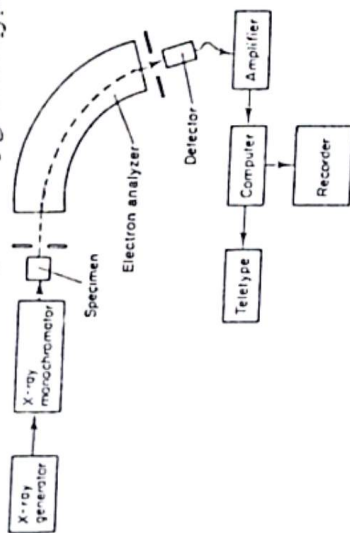 X-ray
generator
X-ray
monochromator
Specimen
Electron analyzer
Detector
Amplifier
Computer
Teletype
Recorder